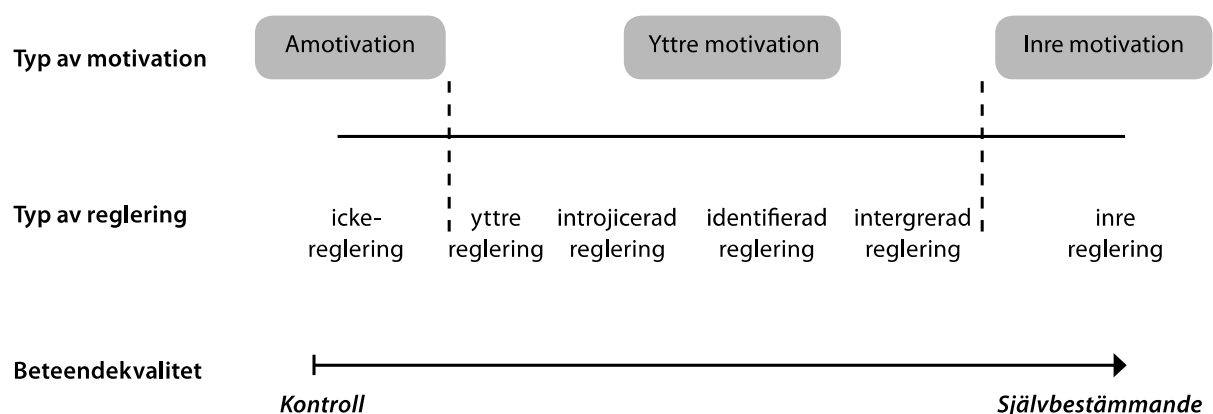 Typ av motivation
Amotivation
Yttre motivation
Inre motivation
Typ av reglering
icke-
reglering
yttre
reglering
introjicerad
reglering
identifierad
reglering
intergrerad
reglering
inre
reglering
Beteendekvalitet
Kontroll
Självbestämmande